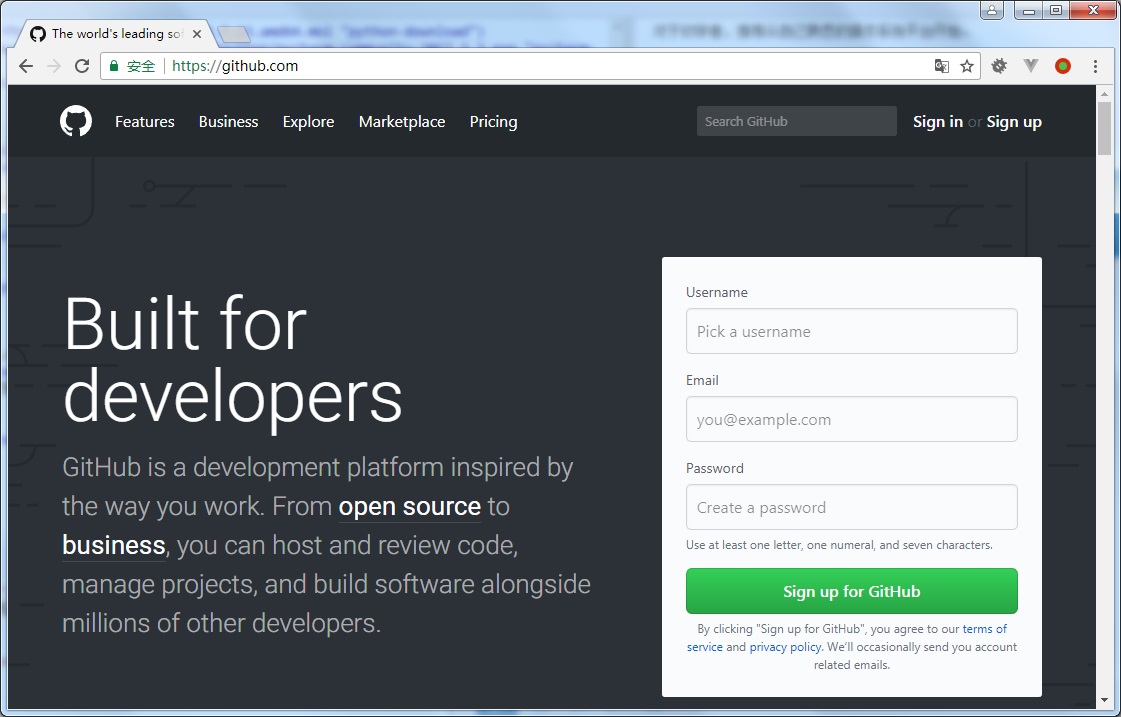 The world's leading sof
安全
https://github.com
Features Business Explore Marketplace Pricing
Search GitHub
Sign in or Sign up
Built for
developers
GitHub is a development platform inspired by
the way you work. From open source to
business, you can host and review code,
manage projects, and build software alongside
millions of other developers.
Username
Pick a username
Email
you@example.com
Password
Create a password
Use at least one letter, one numeral, and seven characters.
Sign up for GitHub
By clicking "Sign up for GitHub", you agree to our terms of
service and privacy policy. We’ll occasionally send you account
related emails.